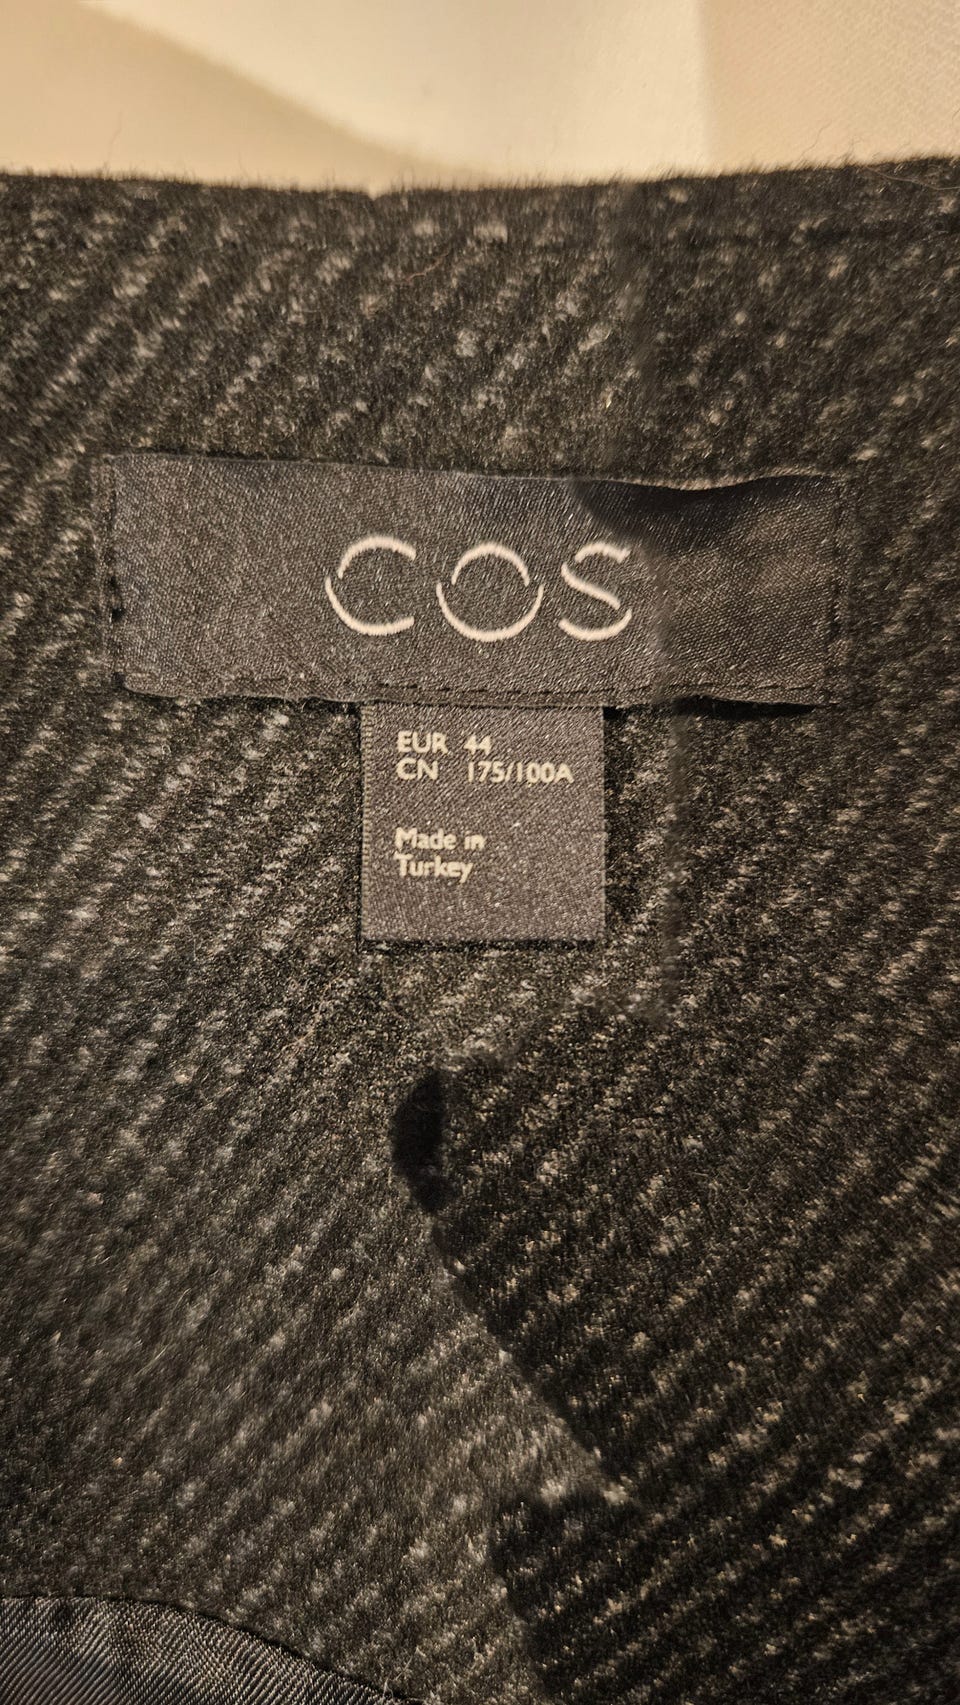 COS
EUR 44
CN 175/100A
Made in
Turkey